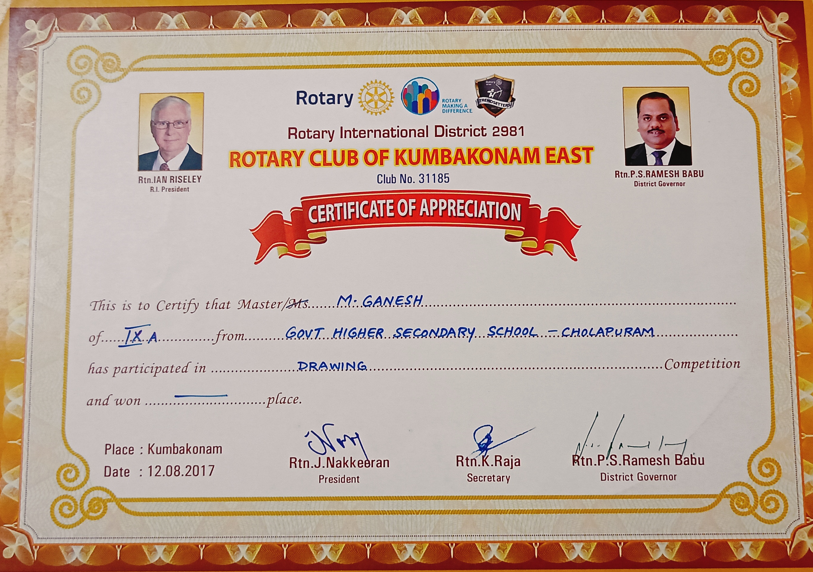 Rotary
ROTARY
MAKING A
DIFFERENCE
Rotary International District 2981
ROTARY CLUB OF KUMBAKONAM EAST
Club No. 31185
Rtn.IAN RISELEY
R.I. President
Rtn.P.S.RAMESH BABU
District Governor
CERTIFICATE OF APPRECIATION
This is to Certify that Master/Ms......M. GANESH
of......IX A..............from.........GOVT HIGHER SECONDARY SCHOOL - CHOLAPURAM
has participated in ....................DRAWING..........................Competition
and won ..............................place.
Place : Kumbakonam
Date : 12.08.2017
Rtn.J.Nakkeeran
President
Rtn.K.Raja
Secretary
Rtn.P.S.Ramesh Babu
District Governor